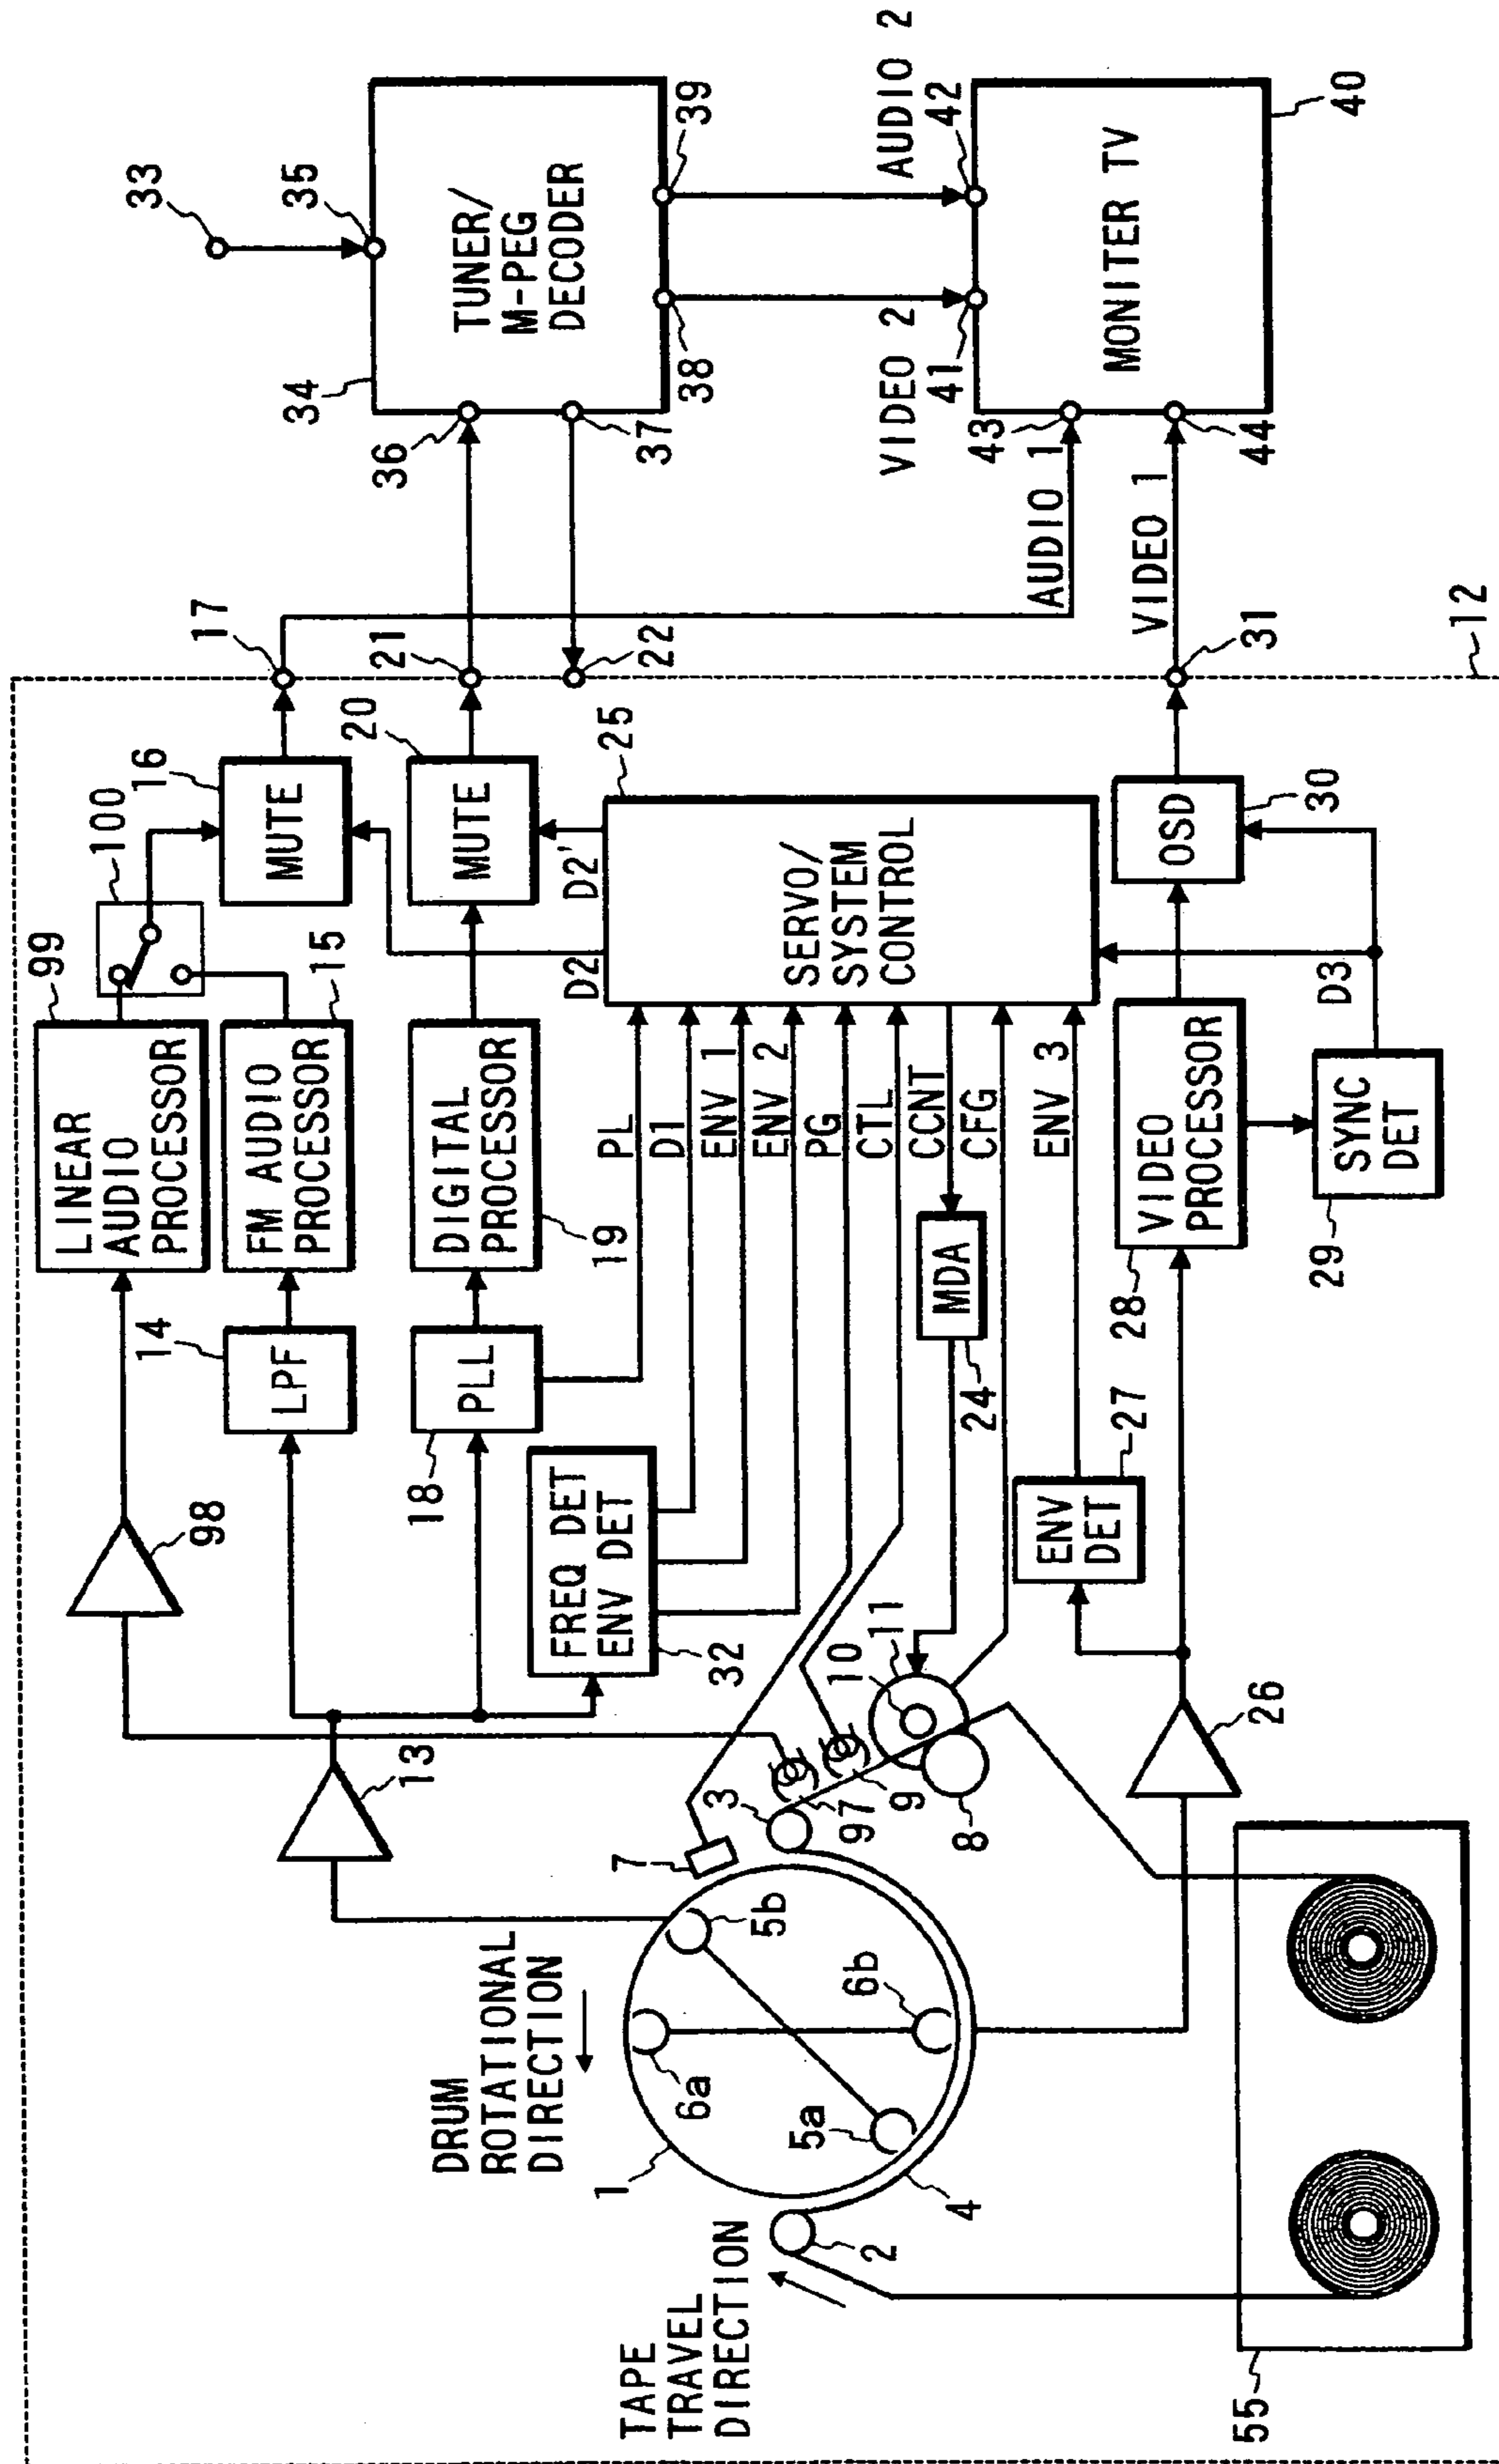 33
35
34
TUNER/
M-PEG
DECODER
36
37
38
39
VIDEO 2
AUDIO 2
41
42
43
44
MONITER TV
40
AUDIO 1
VIDEO 1
17
21
22
31
12
99
LINEAR
AUDIO
PROCESSOR
100
16
MUTE
20
MUTE
14
LPF
FM AUDIO
PROCESSOR
15
18
PLL
DIGITAL
PROCESSOR
19
98
13
FREQ DET
ENV DET
32
PL
D1
ENV 1
ENV 2
PG
CTL
CCNT
CFG
ENV 3
D2
D2'
SERVO/
SYSTEM
CONTROL
25
MDA
24
ENV
DET
27
28
VIDEO
PROCESSOR
29
SYNC
DET
D3
OSD
30
26
DRUM
ROTATIONAL
DIRECTION
1
6a
5b
5a
6b
7
3
97
9
8
10
11
4
2
TAPE
TRAVEL
DIRECTION
55